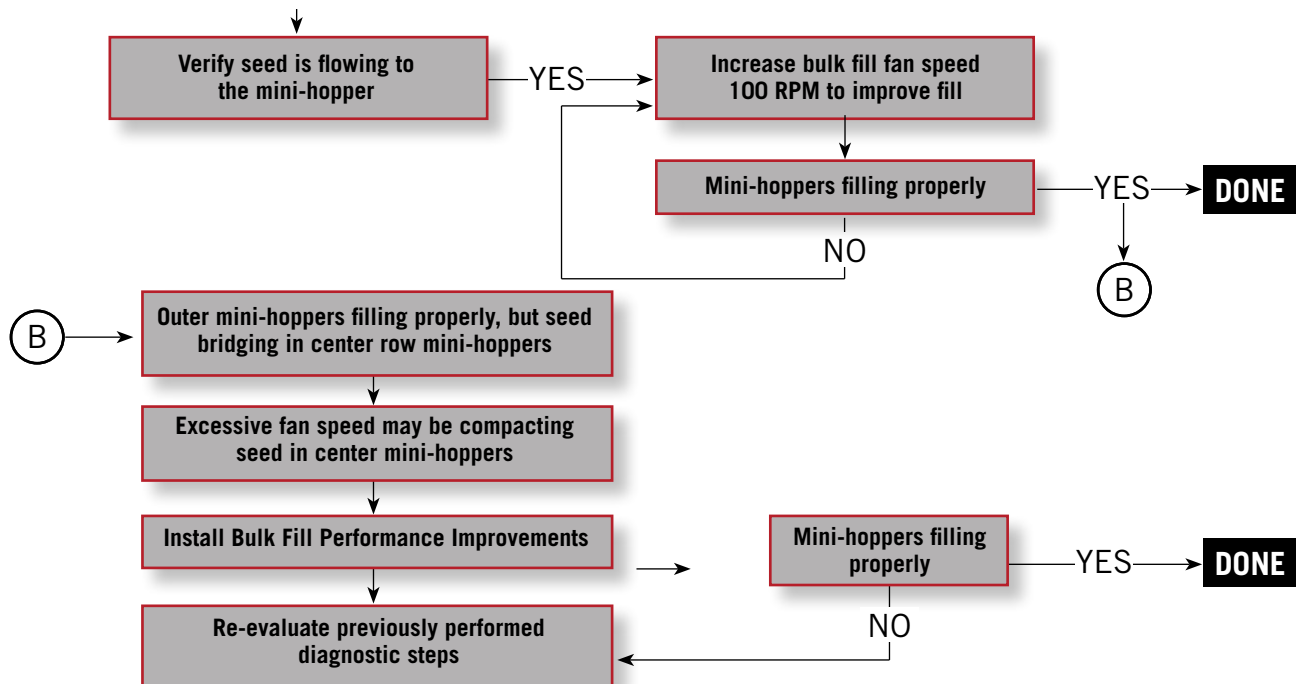 Verify seed is flowing to
the mini-hopper
YES
Increase bulk fill fan speed
100 RPM to improve fill
Mini-hoppers filling properly
YES
DONE
NO
B
B
Outer mini-hoppers filling properly, but seed
bridging in center row mini-hoppers
Excessive fan speed may be compacting
seed in center mini-hoppers
Install Bulk Fill Performance Improvements
Mini-hoppers filling
properly
YES
DONE
NO
Re-evaluate previously performed
diagnostic steps